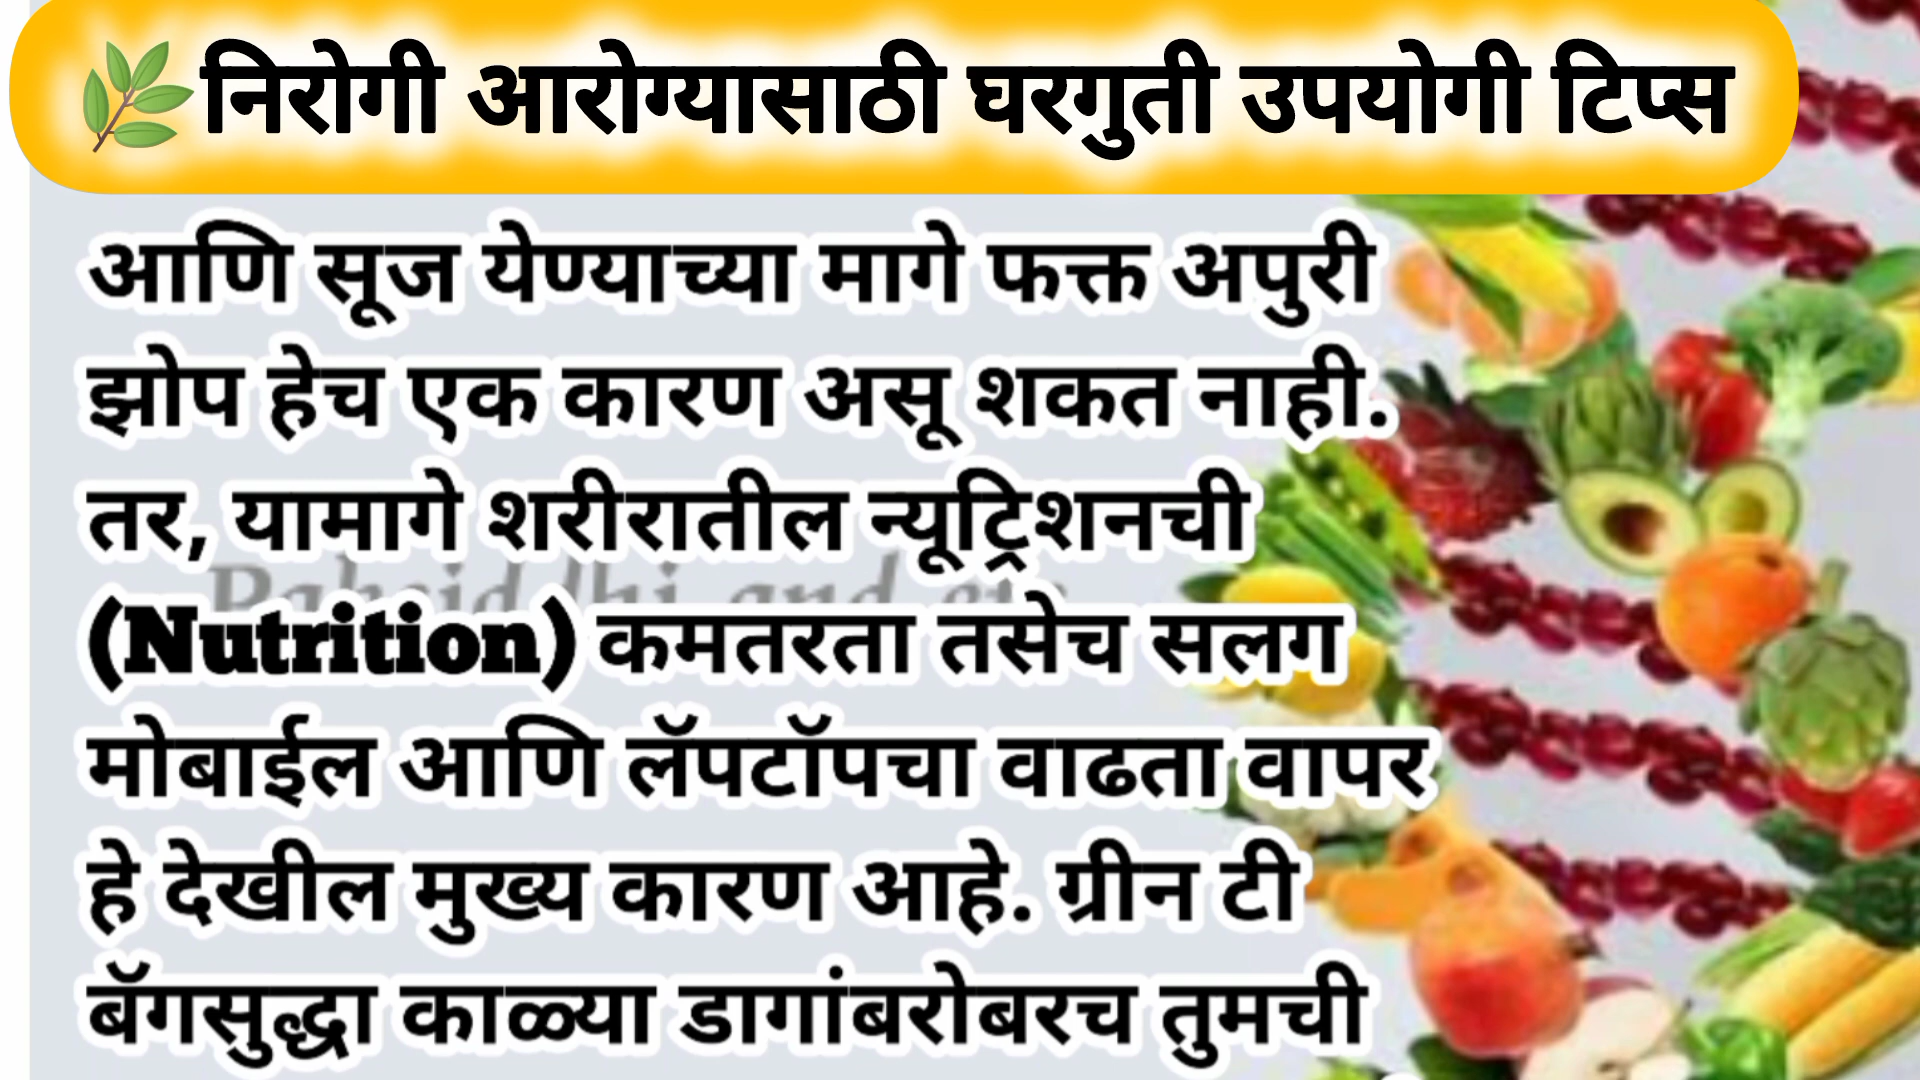 🌿निरोगी आरोग्यासाठी घरगुती उपयोगी टिप्स
आणि सूज येण्याच्या मागे फक्त अपुरी
झोप हेच एक कारण असू शकत नाही.
तर, यामागे शरीरातील न्यूट्रिशनची
(Nutrition) कमतरता तसेच सलग
मोबाईल आणि लॅपटॉपचा वाढता वापर
हे देखील मुख्य कारण आहे. ग्रीन टी
बॅगसुद्धा काळ्या डागांबरोबरच तुमची